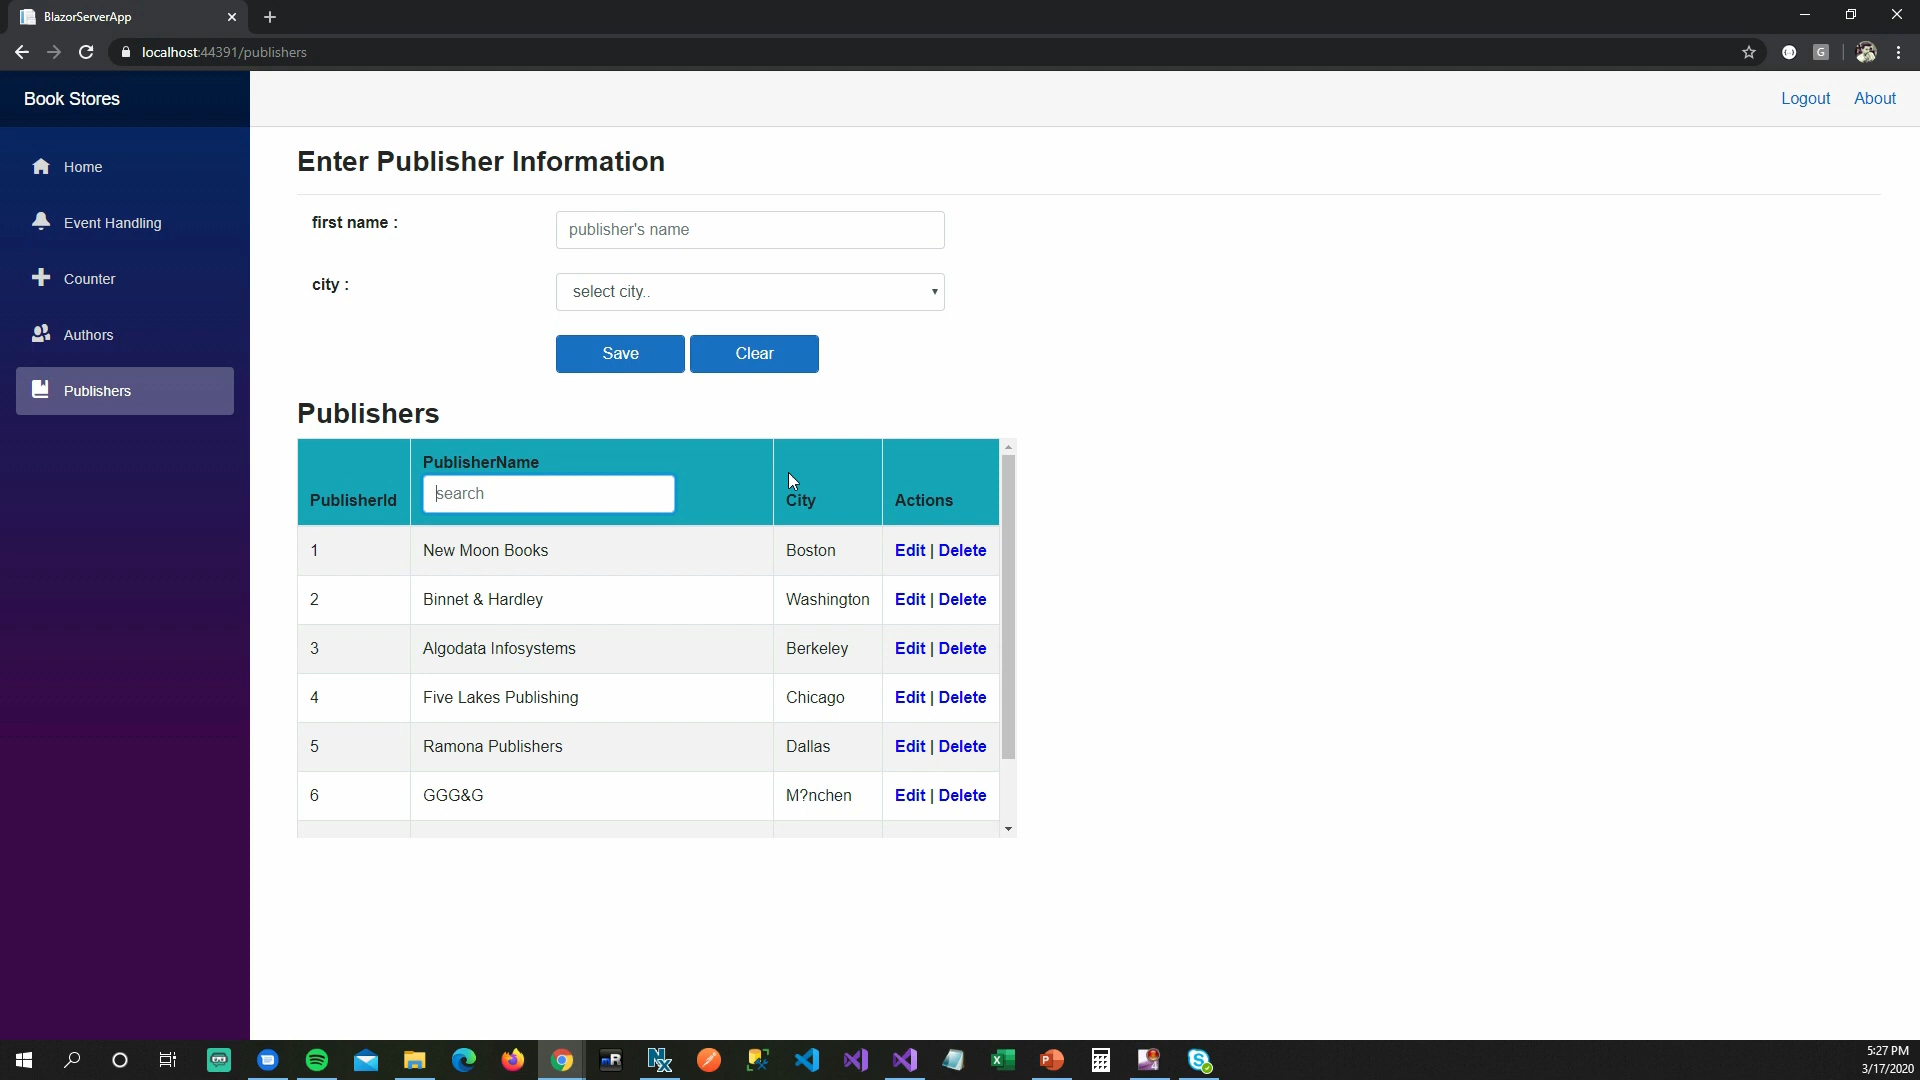 BlazorServerApp
localhost:44391/publishers
G
Book Stores
Logout About
Home
Event Handling
Counter
Authors
Publishers
Enter Publisher Information
first name :
publisher's name
city :
select city..
Save Clear
Publishers
PublisherId PublisherName City Actions
search
1 New Moon Books Boston Edit | Delete
2 Binnet & Hardley Washington Edit | Delete
3 Algodata Infosystems Berkeley Edit | Delete
4 Five Lakes Publishing Chicago Edit | Delete
5 Ramona Publishers Dallas Edit | Delete
6 GGG&G M?nchen Edit | Delete
5:27 PM
3/17/2020